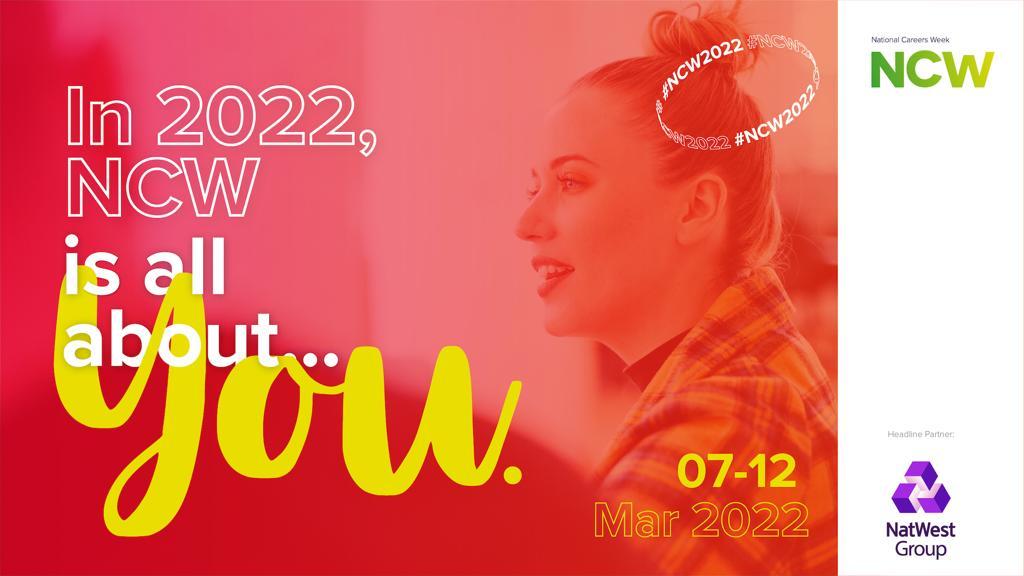 In 2022,
NCW
is all
about...
you.
#NCW2022 #NCW2
#NCW2022 #NCW2022
07-12
Mar 2022
National Careers Week
NCW
Headline Partner:
NatWest
Group